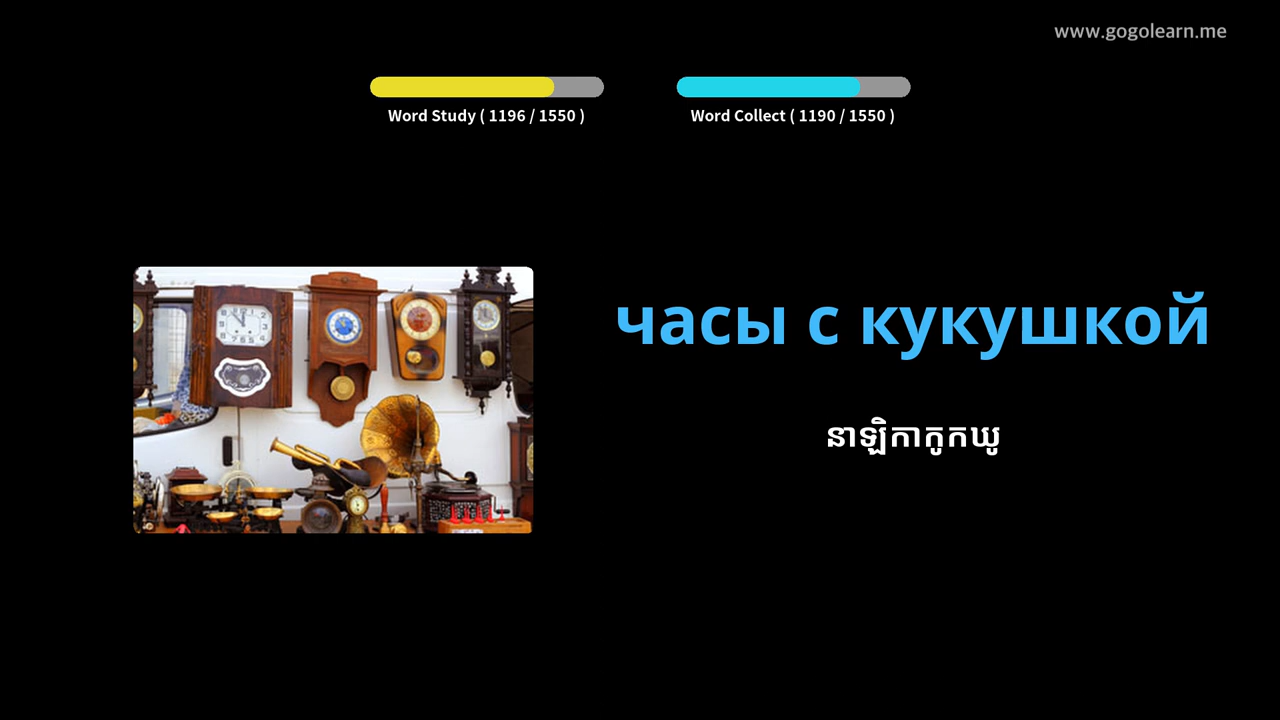 www.gogolearn.me
Word Study ( 1196 / 1550 )
Word Collect ( 1190 / 1550 )
часы с кукушкой
នាឡិកាកូកឃូ